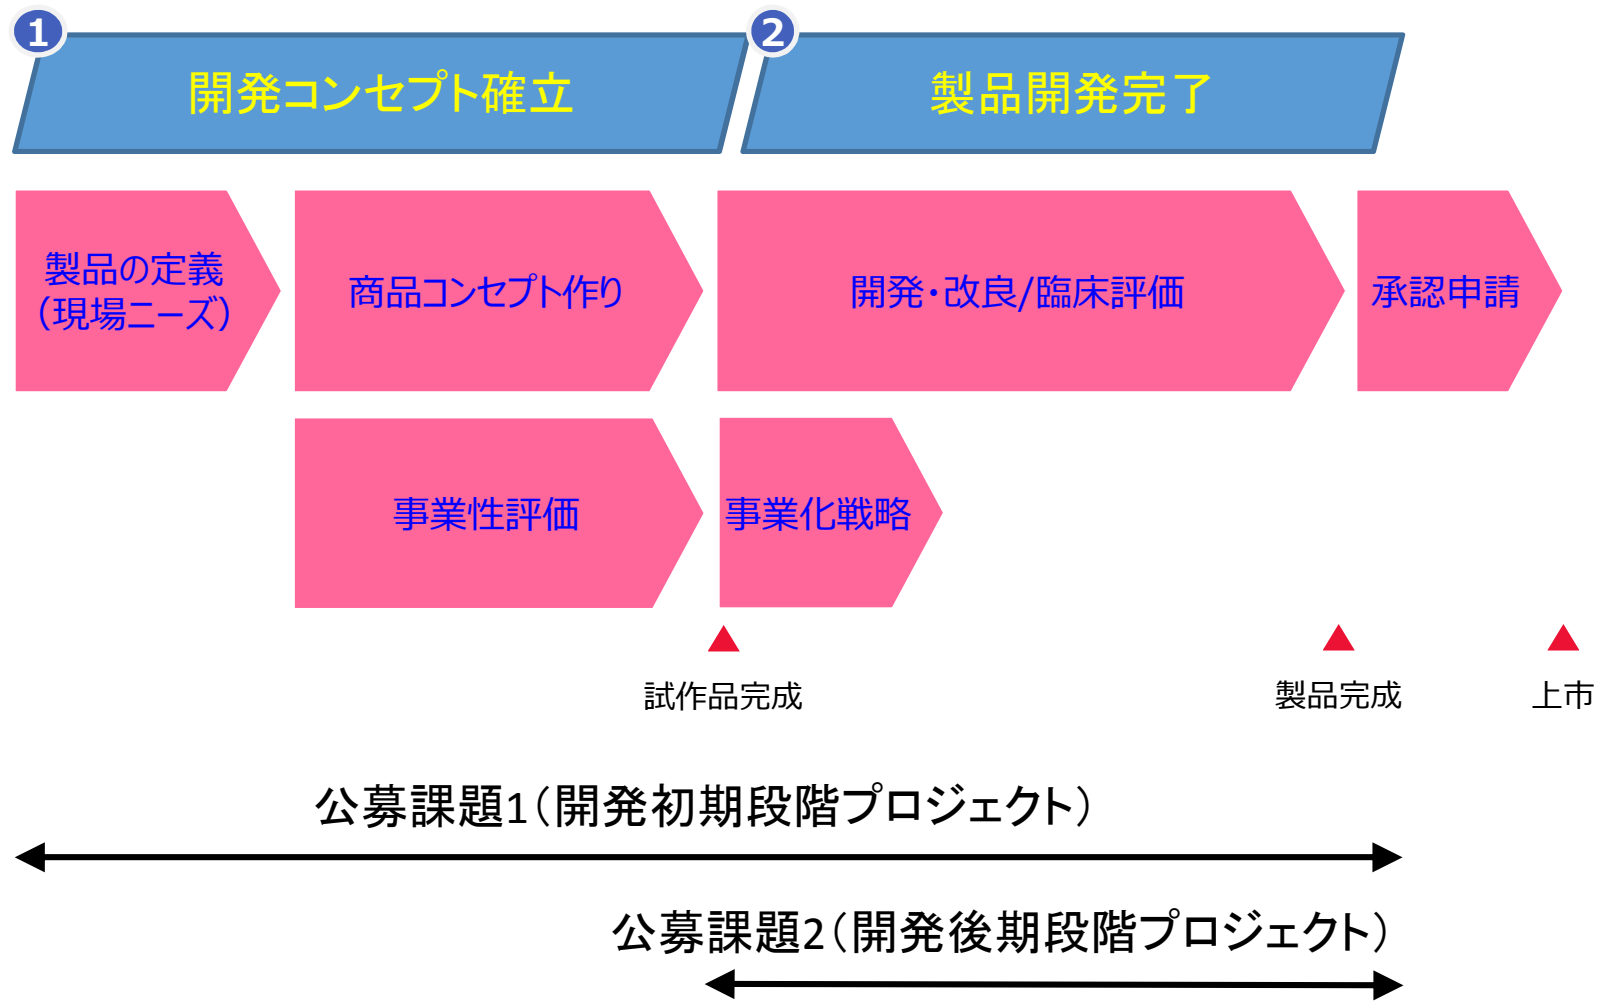 1
開発コンセプト確立
2
製品開発完了
製品の定義
（現場ニーズ）
商品コンセプト作り
開発・改良/臨床評価
承認申請
事業性評価
事業化戦略
試作品完成
製品完成
上市
公募課題1（開発初期段階プロジェクト）
公募課題2（開発後期段階プロジェクト）